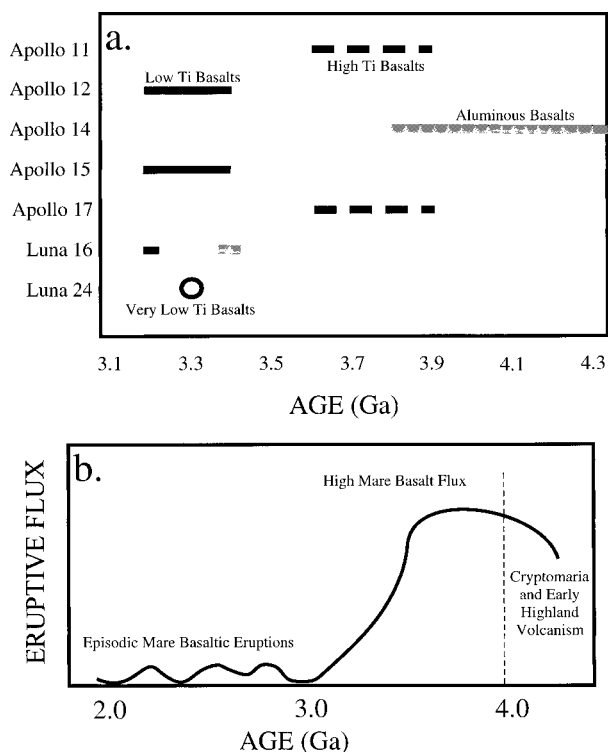 a.
Apollo 11
High Ti Basalts
Low Ti Basalts
Apollo 12
Aluminous Basalts
Apollo 14
Apollo 15
Apollo 17
Luna 16
Luna 24
Very Low Ti Basalts
3.1 3.3 3.5 3.7 3.9 4.1 4.3
AGE (Ga)
b.
ERUPTIVE FLUX
High Mare Basalt Flux
Cryptomaria
and Early
Highland
Volcanism
Episodic Mare Basaltic Eruptions
2.0 3.0 4.0
AGE (Ga)